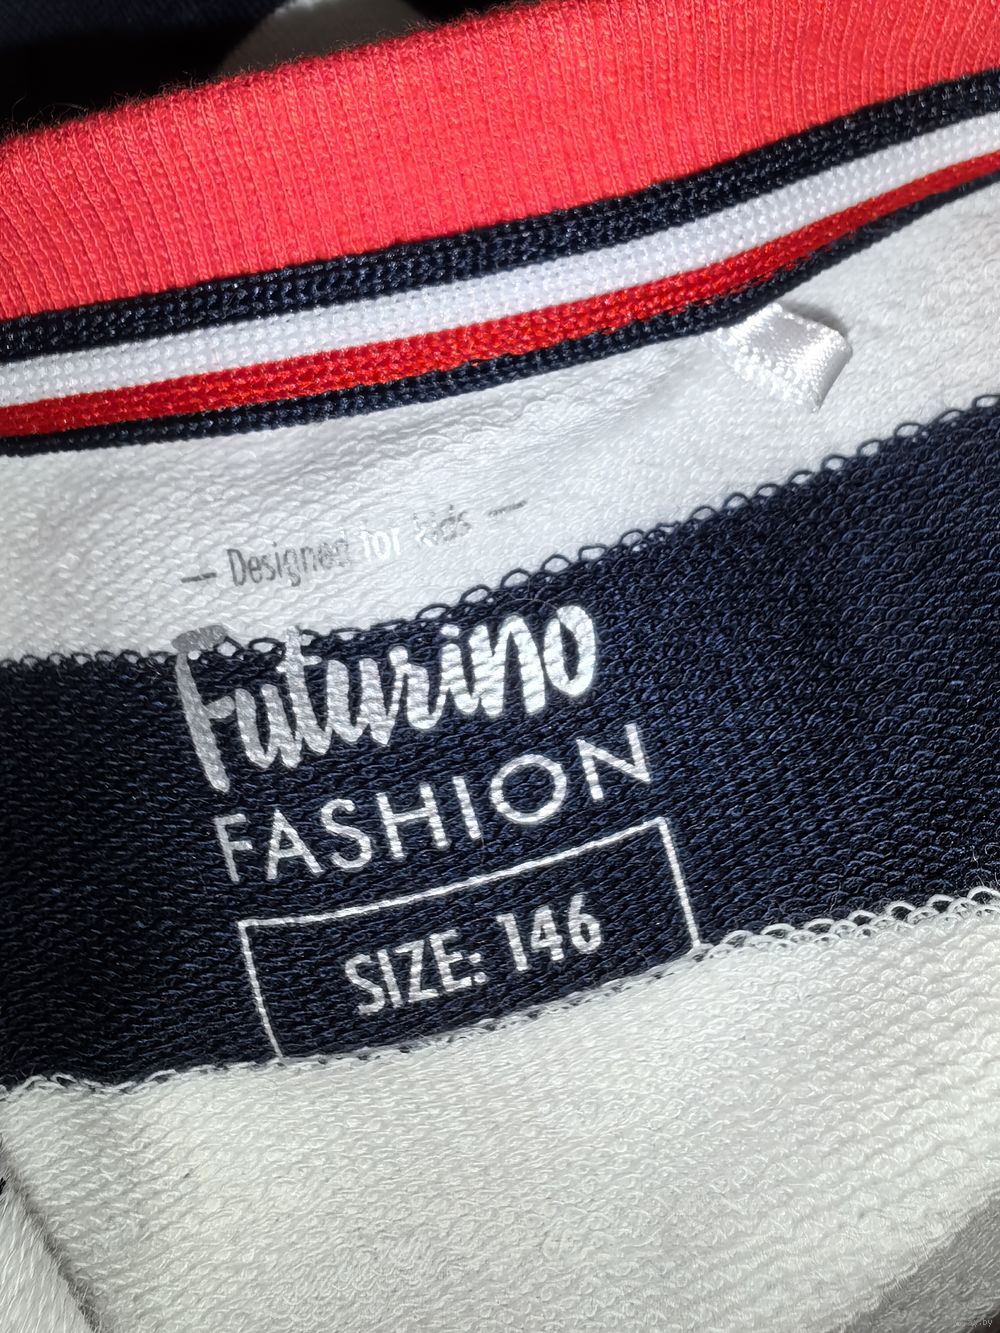 — Designed for kids —
Futurino
FASHION
SIZE: 146